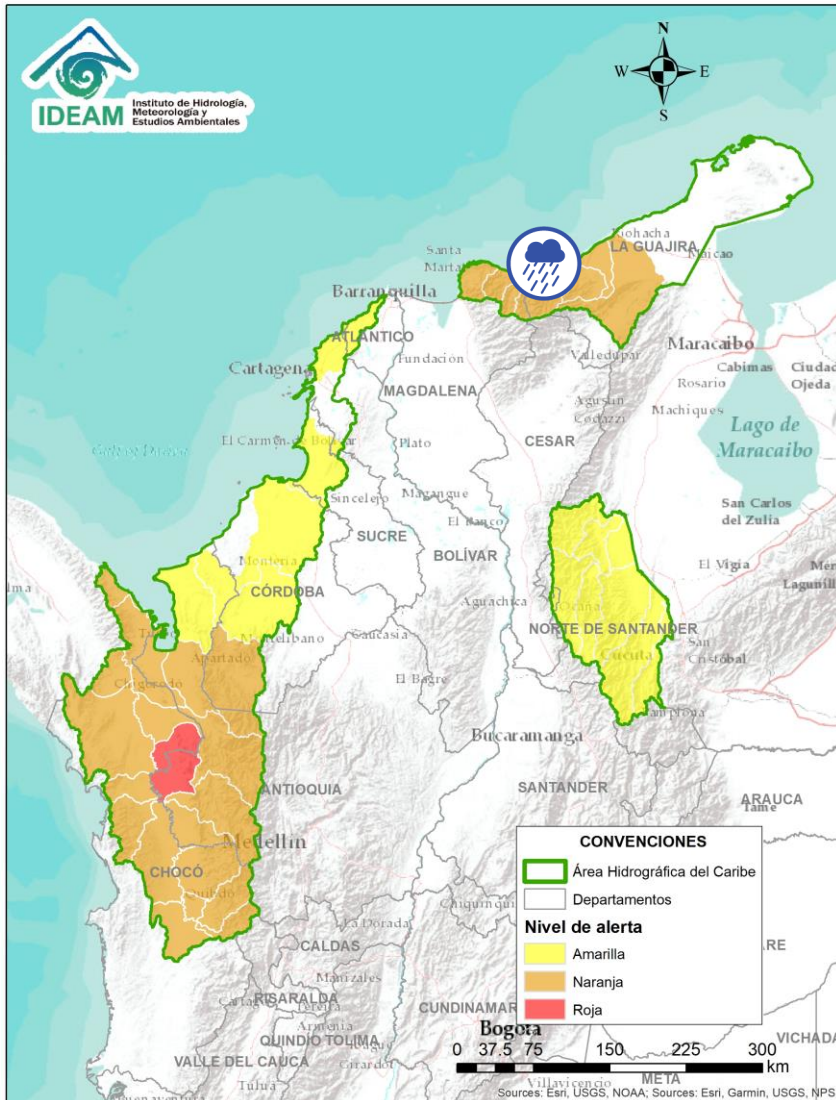 IDEAM
Instituto de Hidrología,
Meteorología y
Estudios Ambientales
N
W
E
S
Riohacha
LA GUAJIRA
Maicao
Santa
Barranquilla
ATLÁNTICO
Maracaibo
Fundación
Valledupar
Cabimas
Ciudad
Ojeda
Cartagena
MAGDALENA
Rosario
Machiques
Agustín
Codazzi
Lago de
Maracaibo
El Carmen de Bolívar
Plato
CESAR
Sincelejo
Magangue
San Carlos
del Zulia
El Banco
SUCRE
BOLÍVAR
Montería
El Vigía
CÓRDOBA
Aguachica
Ocaña
NORTE DE SANTANDER
Montelibano
Caucasia
San
Cristóbal
Apartadó
Cucuta
El Bagre
Chigorodó
Bucaramanga
SANTANDER
ANTIOQUIA
ARAUCA
Tame
Medellín
CHOCÓ
Quibdó
La Dorada
CALDAS
Manizales
RISARALDA
Pereira
Armenia
QUINDÍO
TOLIMA
Girardot
VALLE DEL CAUCA
Tuluá
Bogotá
VICHADA
META
Villavicencio
CONVENCIONES
Área Hidrográfica del Caribe
Departamentos
Nivel de alerta
Amarilla
Naranja
Roja
0 37.5 75 150 225 300
km
Sources: Esri, USGS, NOAA; Sources: Esri, Garmin, USGS, NPS